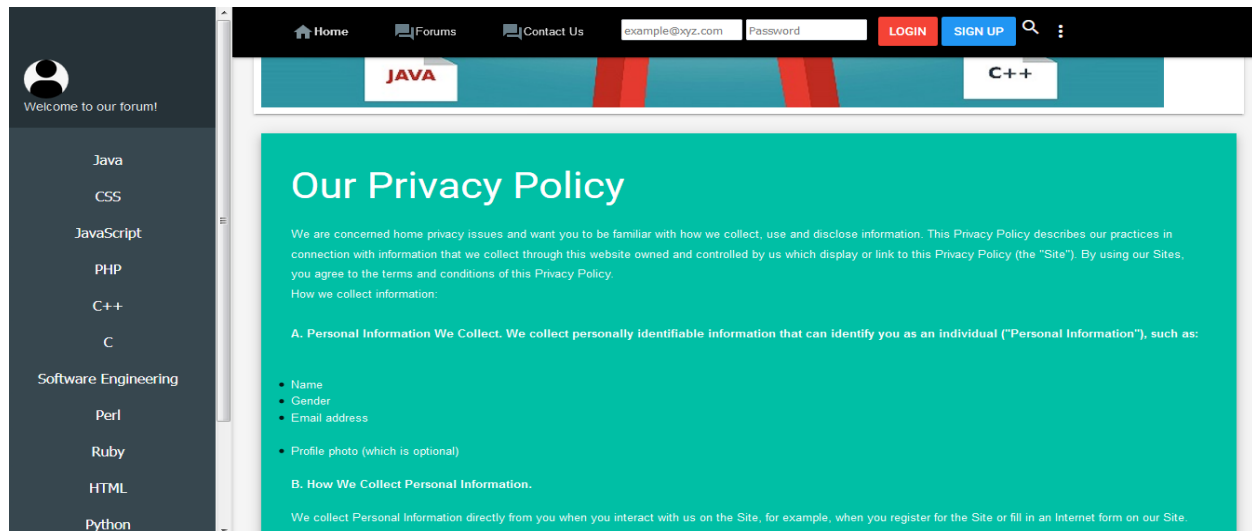 Home Forums Contact Us example@xyz.com Password LOGIN SIGN UP
Welcome to our forum!
Java
CSS
JavaScript
PHP
C++
C
Software Engineering
Perl
Ruby
HTML
Python
JAVA C++
Our Privacy Policy
We are concerned home privacy issues and want you to be familiar with how we collect, use and disclose information. This Privacy Policy describes our practices in
connection with information that we collect through this website owned and controlled by us which display or link to this Privacy Policy (the "Site"). By using our Sites,
you agree to the terms and conditions of this Privacy Policy.
How we collect information:
A. Personal Information We Collect. We collect personally identifiable information that can identify you as an individual ("Personal Information"), such as:
Name
Gender
Email address
Profile photo (which is optional)
B. How We Collect Personal Information.
We collect Personal Information directly from you when you interact with us on the Site, for example, when you register for the Site or fill in an Internet form on our Site.